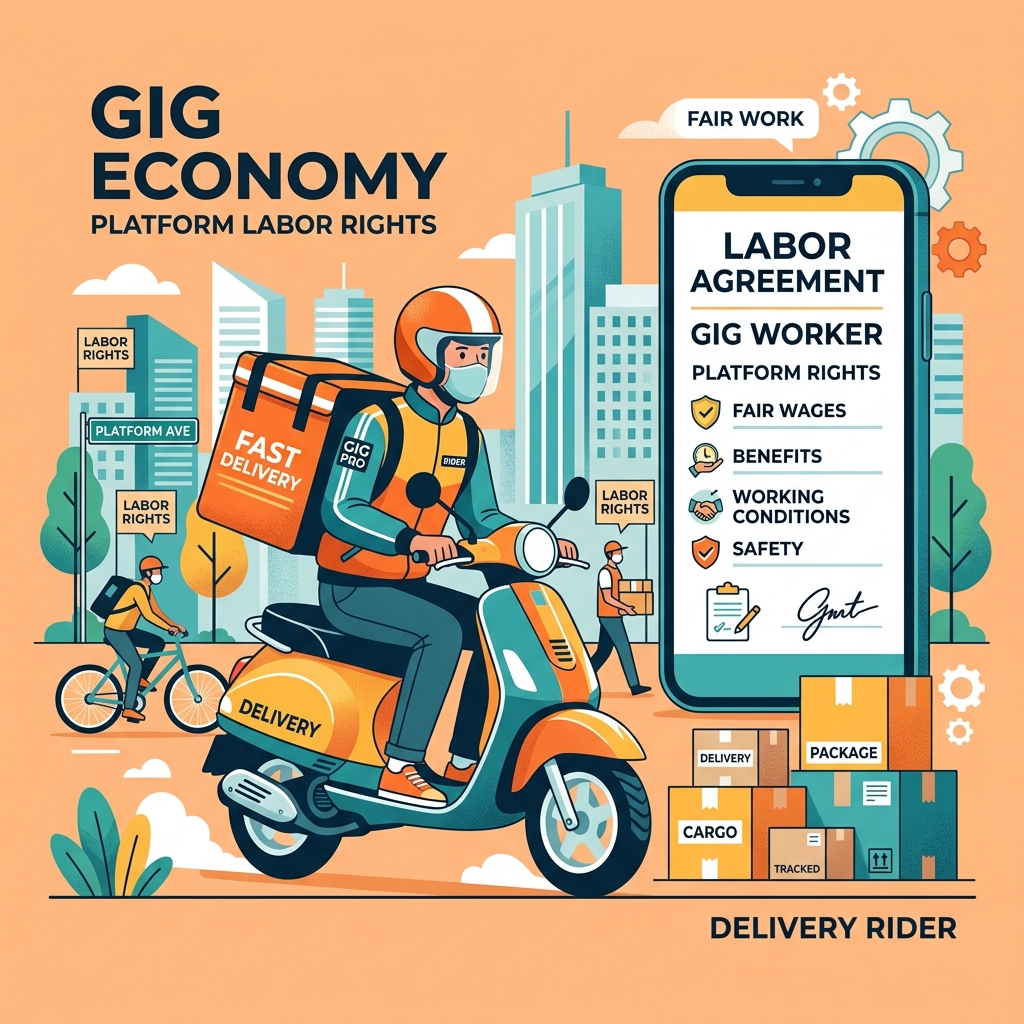 GIG
ECONOMY
PLATFORM LABOR RIGHTS
FAIR WORK
LABOR
AGREEMENT
GIG WORKER
PLATFORM RIGHTS
FAIR WAGES
BENEFITS
WORKING
CONDITIONS
SAFETY
LABOR
RIGHTS
PLATFORM AVE
LABOR
RIGHTS
LABOR
RIGHTS
FAST
DELIVERY
GIG
PRO
DELIVERY
DELIVERY
PACKAGE
CARGO
TRACKED
DELIVERY RIDER